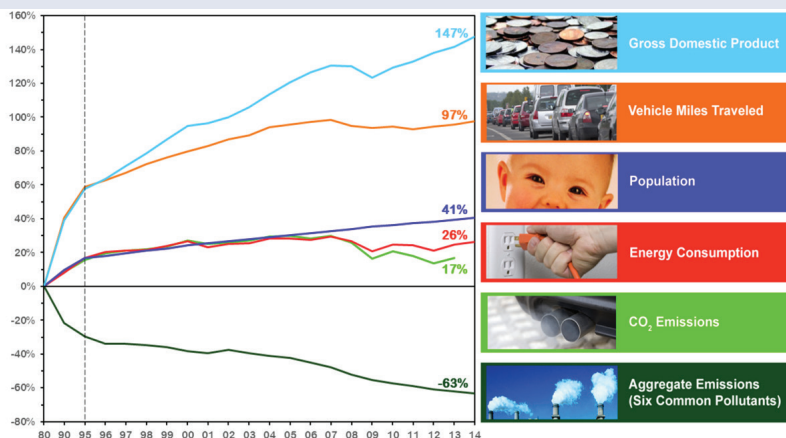 160%
140%
120%
100%
80%
60%
40%
20%
0%
-20%
-40%
-60%
-80%
147%
97%
41%
26%
17%
-63%
80 90 95 96 97 98 99 00 01 02 03 04 05 06 07 08 09 10 11 12 13 14
Gross Domestic Product
Vehicle Miles Traveled
Population
Energy Consumption
CO₂ Emissions
Aggregate Emissions
(Six Common Pollutants)